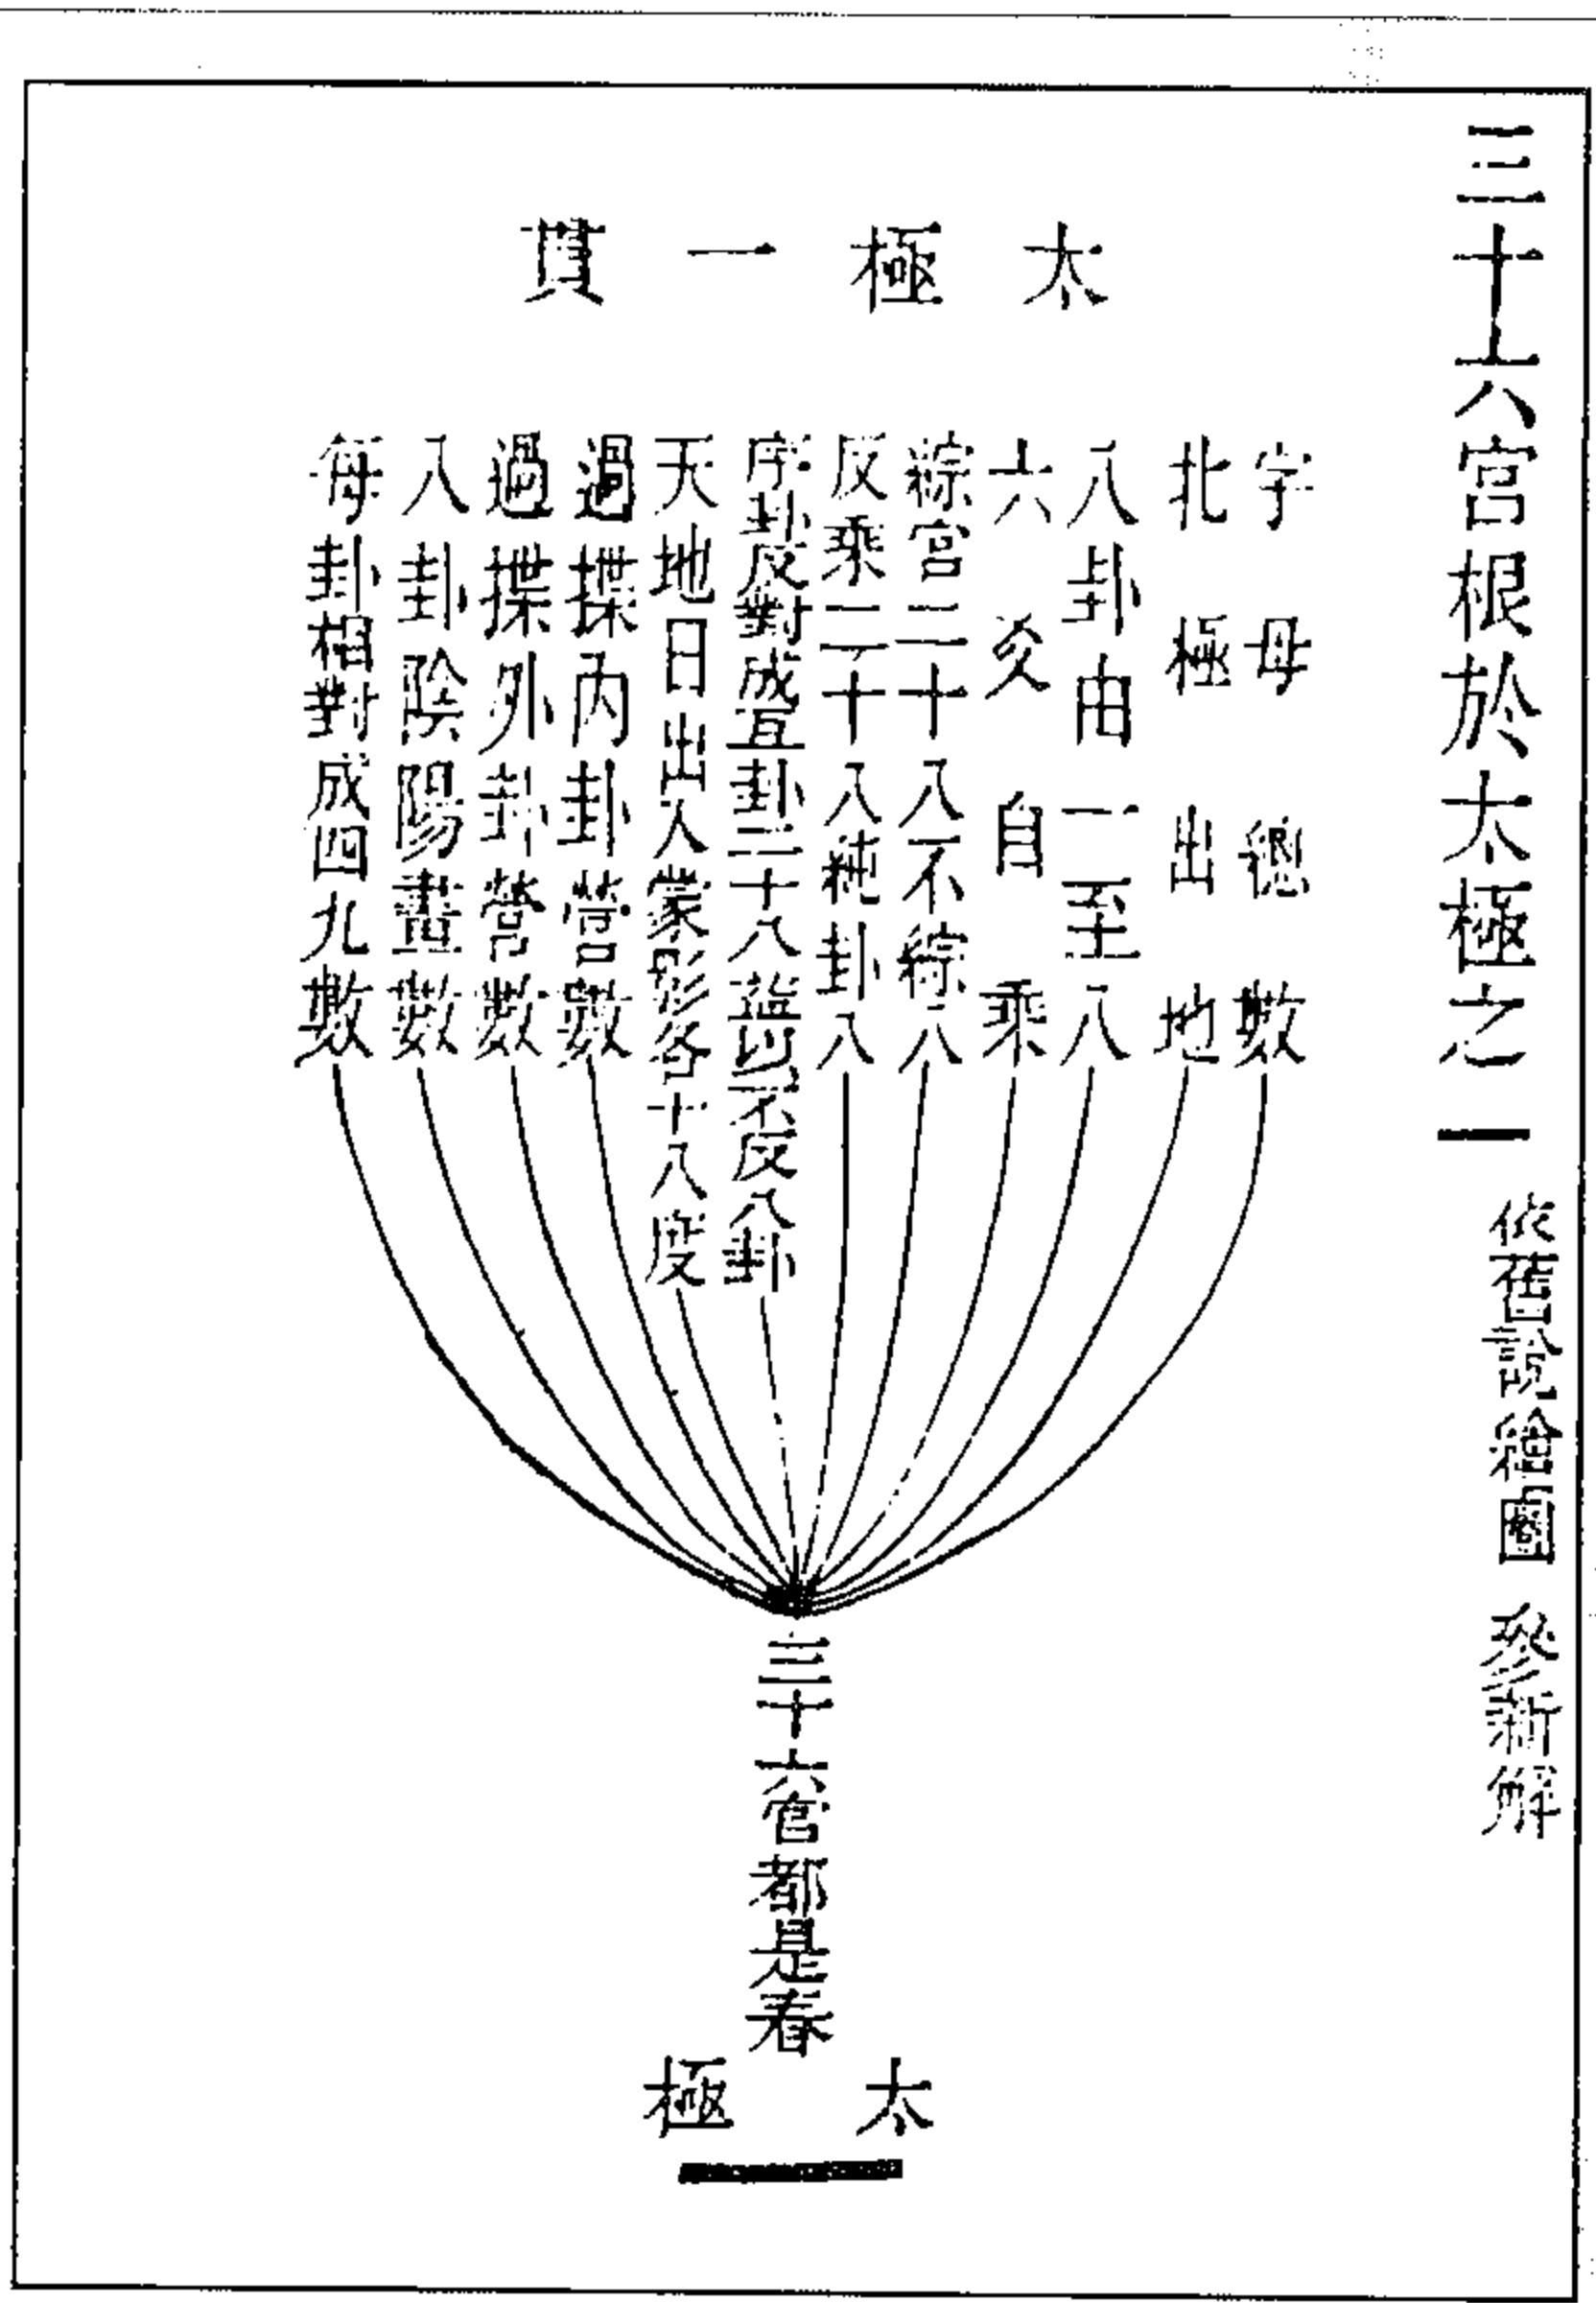 三十六宮根於太極之一 依舊說繪圖 參新解
太極一貫
字母總數
北極出地
八卦由一至八
六爻自乘
綜宮二十八不綜八
反乘二十八純卦八
序卦反對成互卦二十八並以不反八卦
天地日出入蒙影各十八度
過揲內卦營數
過揲外卦營數
八卦陰陽畫數
每卦相對成四九數
三十六宮都是春
太極
一